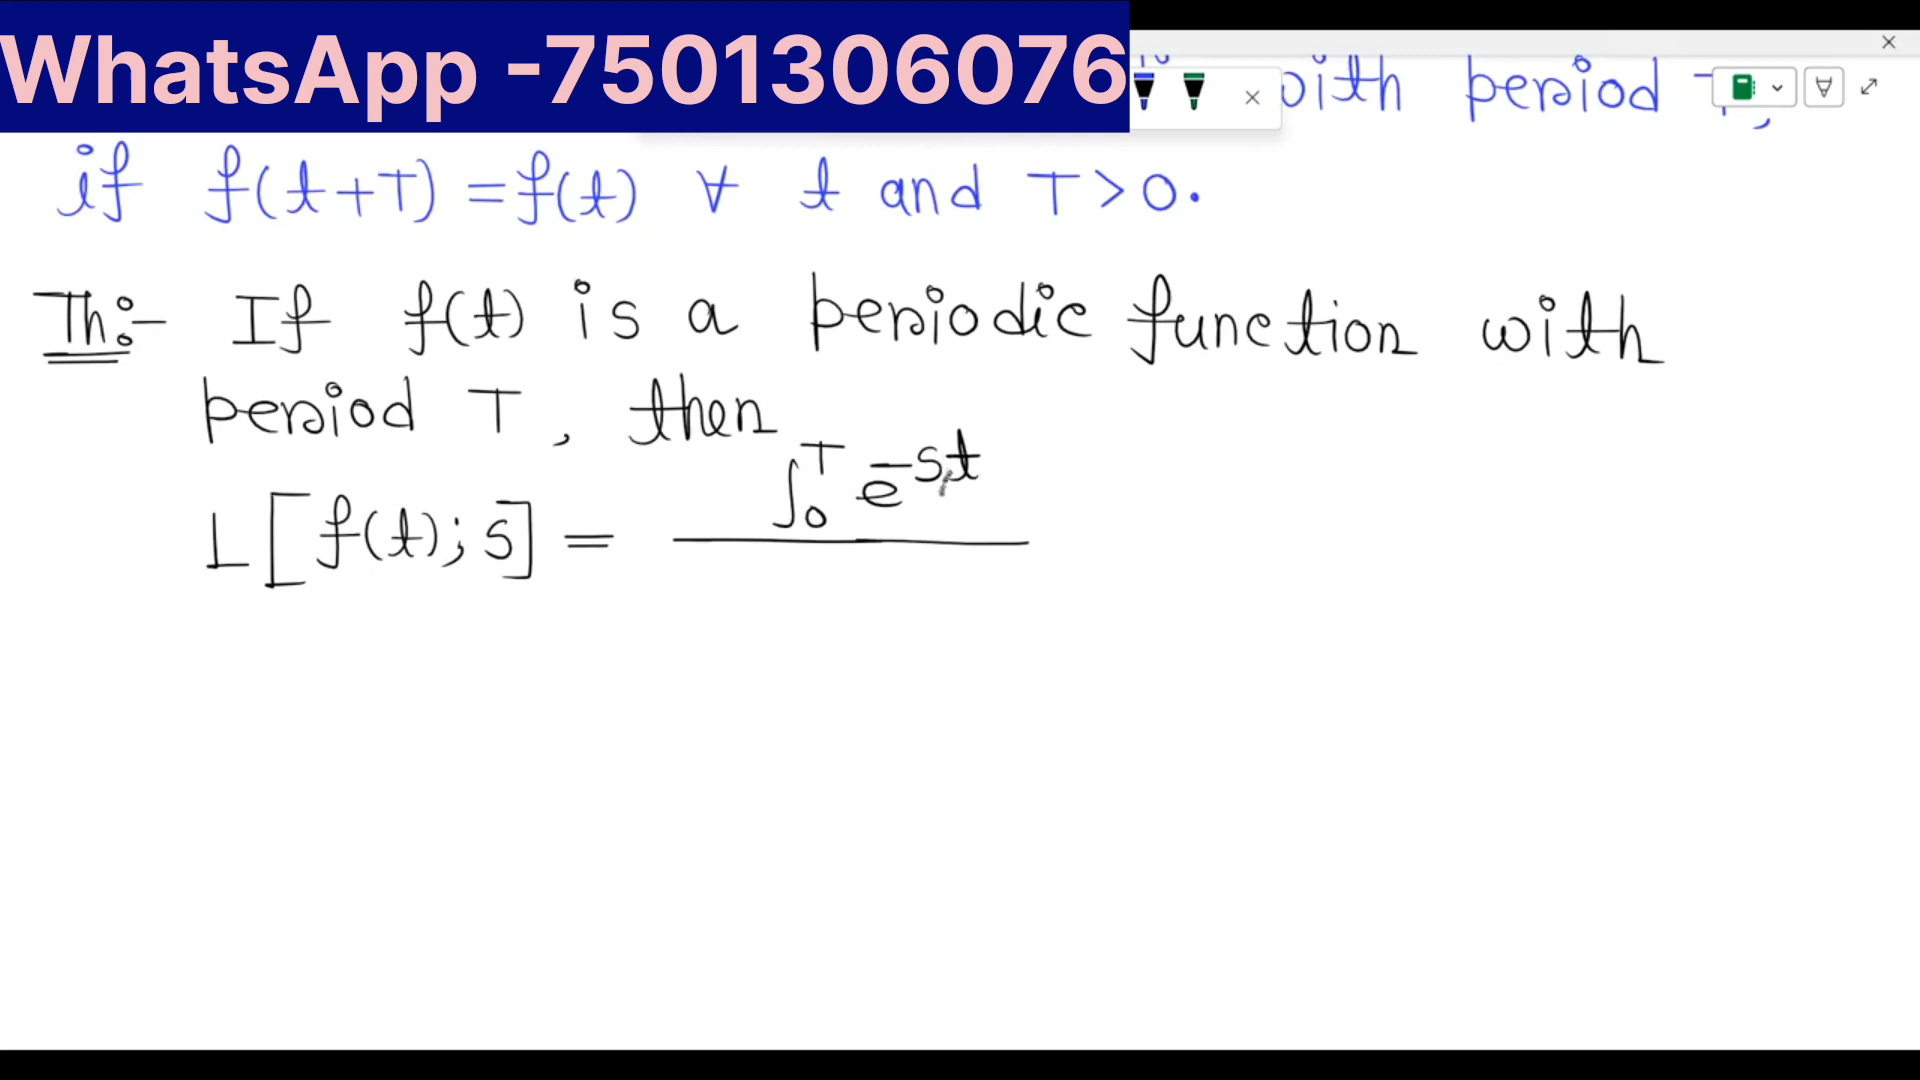 WhatsApp -7501306076
with period T,
if f(t+T) = f(t) ∀ t and T>0.
Th:- If f(t) is a periodic function with
period T, then
L[f(t);s] = ∫₀ᵀ e^-st